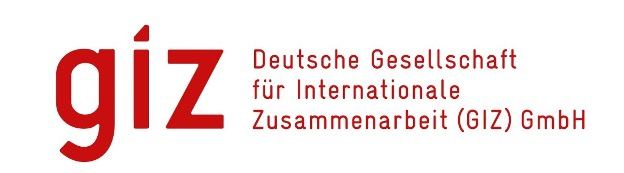 giz
Deutsche Gesellschaft
für Internationale
Zusammenarbeit (GIZ) GmbH